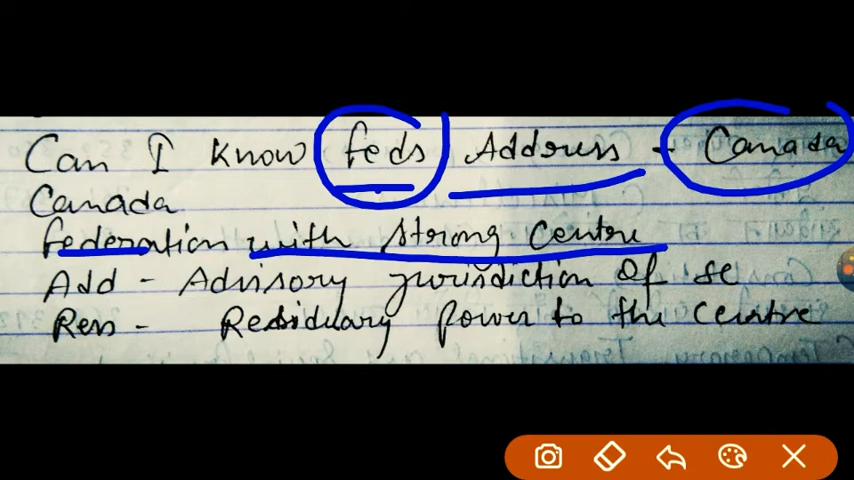 Can I know feds Address - Canada
Canada
federation with strong Centre
Add - Advisory jurisdiction of sc
Ress - Residuary power to the centre